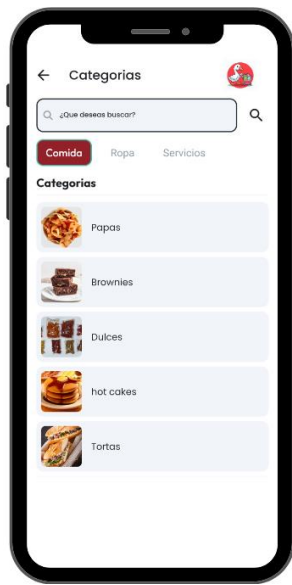 Categorias
¿Que deseas buscar?
Comida Ropa Servicios
Categorias
Papas
Brownies
Dulces
hot cakes
Tortas